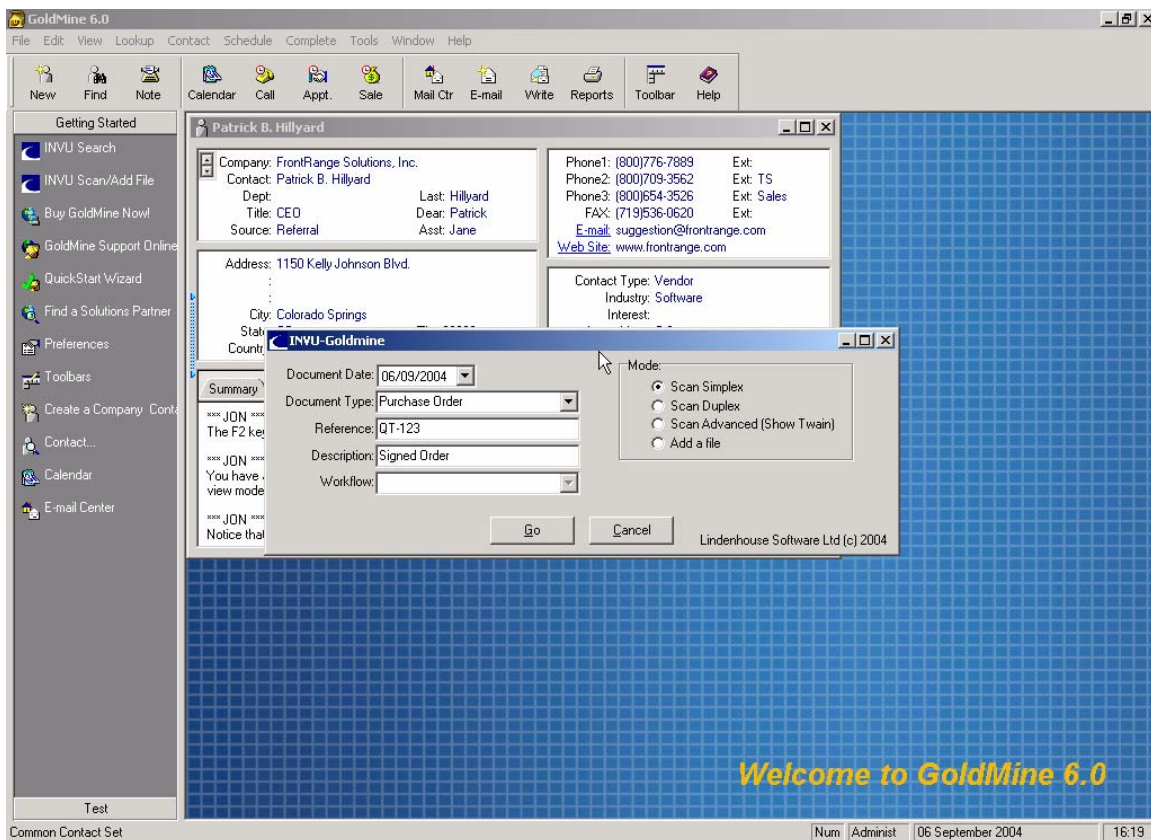 GoldMine 6.0
File Edit View Lookup Contact Schedule Complete Tools Window Help
New Find Note Calendar Call Appt. Sale Mail Ctr E-mail Write Reports Toolbar Help
Getting Started
INVU Search
INVU Scan/Add File
Buy GoldMine Now!
GoldMine Support Online
QuickStart Wizard
Find a Solutions Partner
Preferences
Toolbars
Create a Company Conta
Contact...
Calendar
E-mail Center
Test
Patrick B. Hillyard
Company: FrontRange Solutions, Inc.
Contact: Patrick B. Hillyard
Dept: Last: Hillyard
Title: CEO Dear: Patrick
Source: Referral Asst: Jane
Phone1: (800)776-7889 Ext:
Phone2: (800)709-3562 Ext: TS
Phone3: (800)654-3526 Ext: Sales
FAX: (719)536-0620 Ext:
E-mail: suggestion@frontrange.com
Web Site: www.frontrange.com
Address: 1150 Kelly Johnson Blvd.
:
:
City: Colorado Springs
State
Countr
Contact Type: Vendor
Industry: Software
Interest:
Summary
*** JON ***
The F2 key
*** JON ***
You have
view mode
*** JON ***
Notice that
INVU-Goldmine
Document Date: 06/09/2004
Document Type: Purchase Order
Reference: QT-123
Description: Signed Order
Workflow:
Mode:
Scan Simplex
Scan Duplex
Scan Advanced (Show Twain)
Add a file
Go Cancel
Lindenhouse Software Ltd (c) 2004
Welcome to GoldMine 6.0
Common Contact Set Num Administ 06 September 2004 16:19